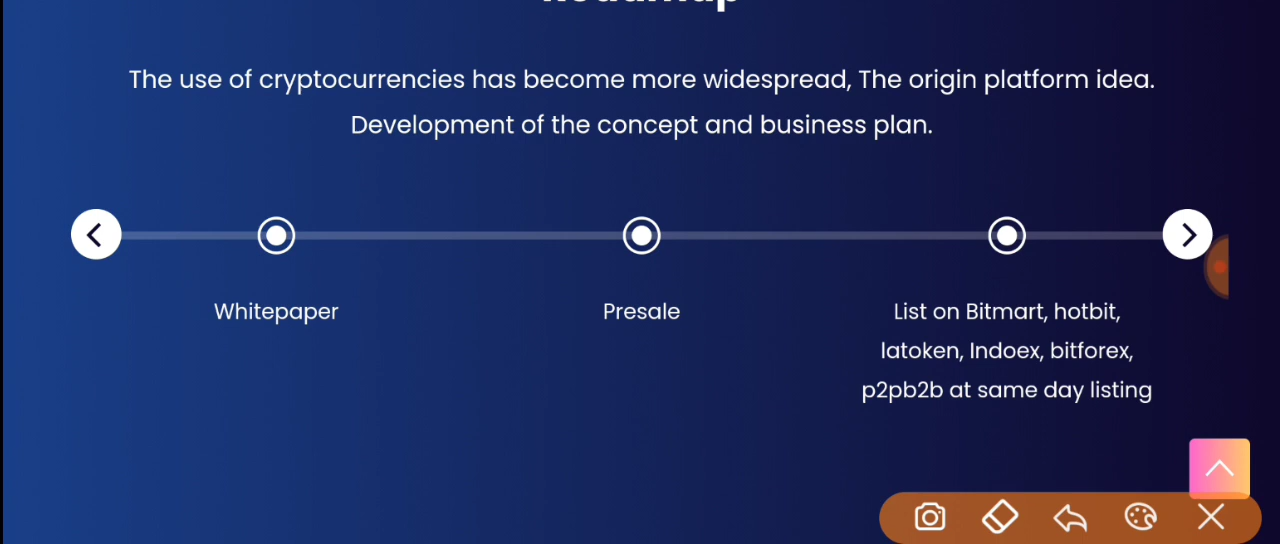 Roadmap
The use of cryptocurrencies has become more widespread, The origin platform idea.
Development of the concept and business plan.
Whitepaper
Presale
List on Bitmart, hotbit,
latoken, Indoex, bitforex,
p2pb2b at same day listing